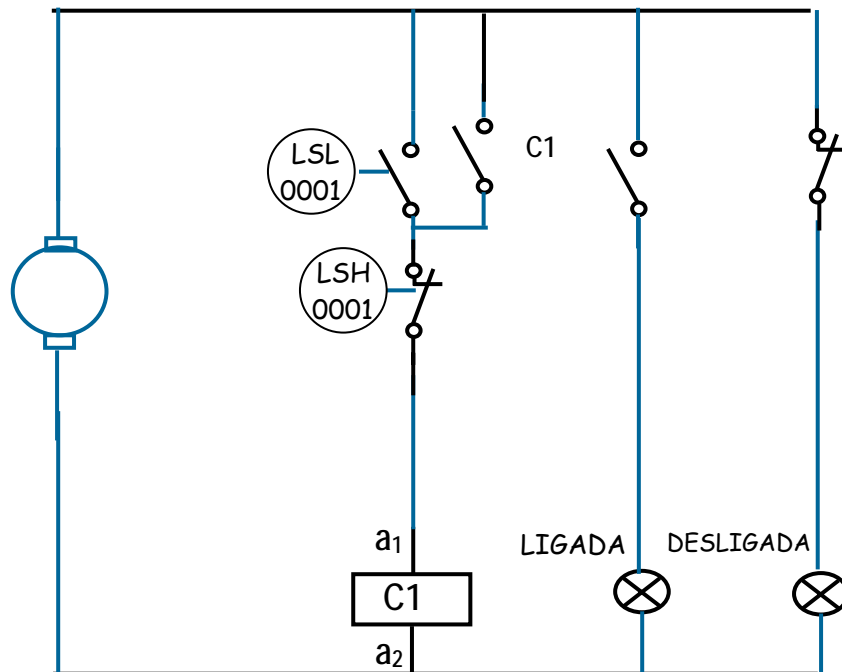 LSL
0001
C1
LSH
0001
a₁
LIGADA
DESLIGADA
C1
a₂